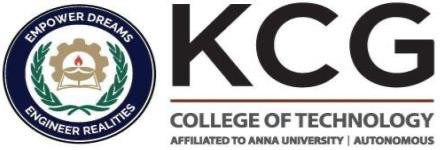 EMPOWER DREAMS
ENGINEER REALITIES
KCG
COLLEGE OF TECHNOLOGY
AFFILIATED TO ANNA UNIVERSITY | AUTONOMOUS